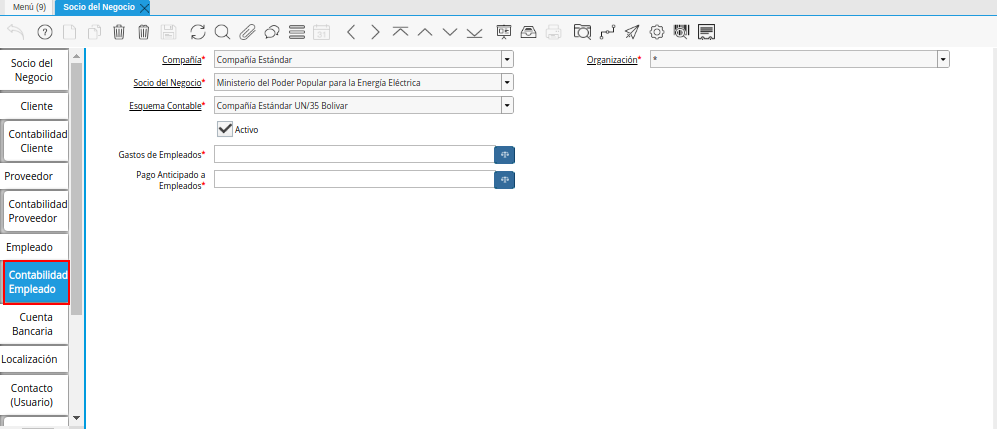 Menú (9)
Socio del Negocio
31
Socio del
Negocio
Cliente
Contabilidad
Cliente
Proveedor
Contabilidad
Proveedor
Empleado
Contabilidad
Empleado
Cuenta
Bancaria
Localización
Contacto
(Usuario)
Compañía* Compañía Estándar
Organización* *
Socio del Negocio* Ministerio del Poder Popular para la Energía Eléctrica
Esquema Contable* Compañía Estándar UN/35 Bolivar
Activo
Gastos de Empleados*
Pago Anticipado a
Empleados*